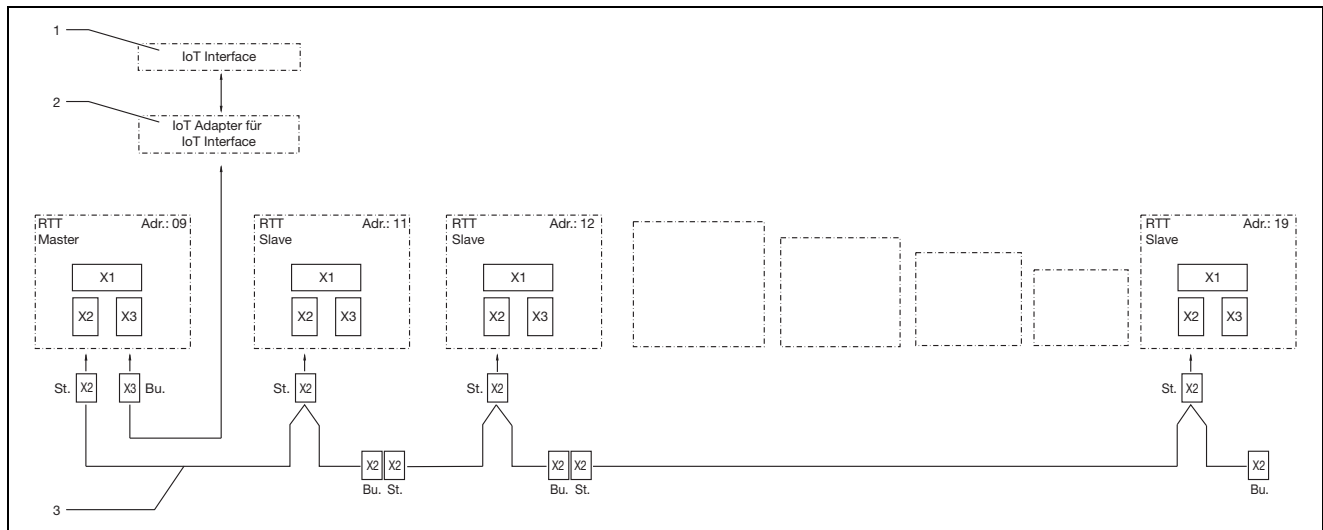 1
IoT Interface
2
IoT Adapter für
IoT Interface
RTT Adr.: 09
Master
X1
X2 X3
RTT Adr.: 11
Slave
X1
X2 X3
RTT Adr.: 12
Slave
X1
X2 X3
RTT Adr.: 19
Slave
X1
X2 X3
St. X2 X3 Bu.
St. X2
St. X2
St. X2
X2 X2
Bu. St.
X2 X2
Bu. St.
X2
Bu.
3